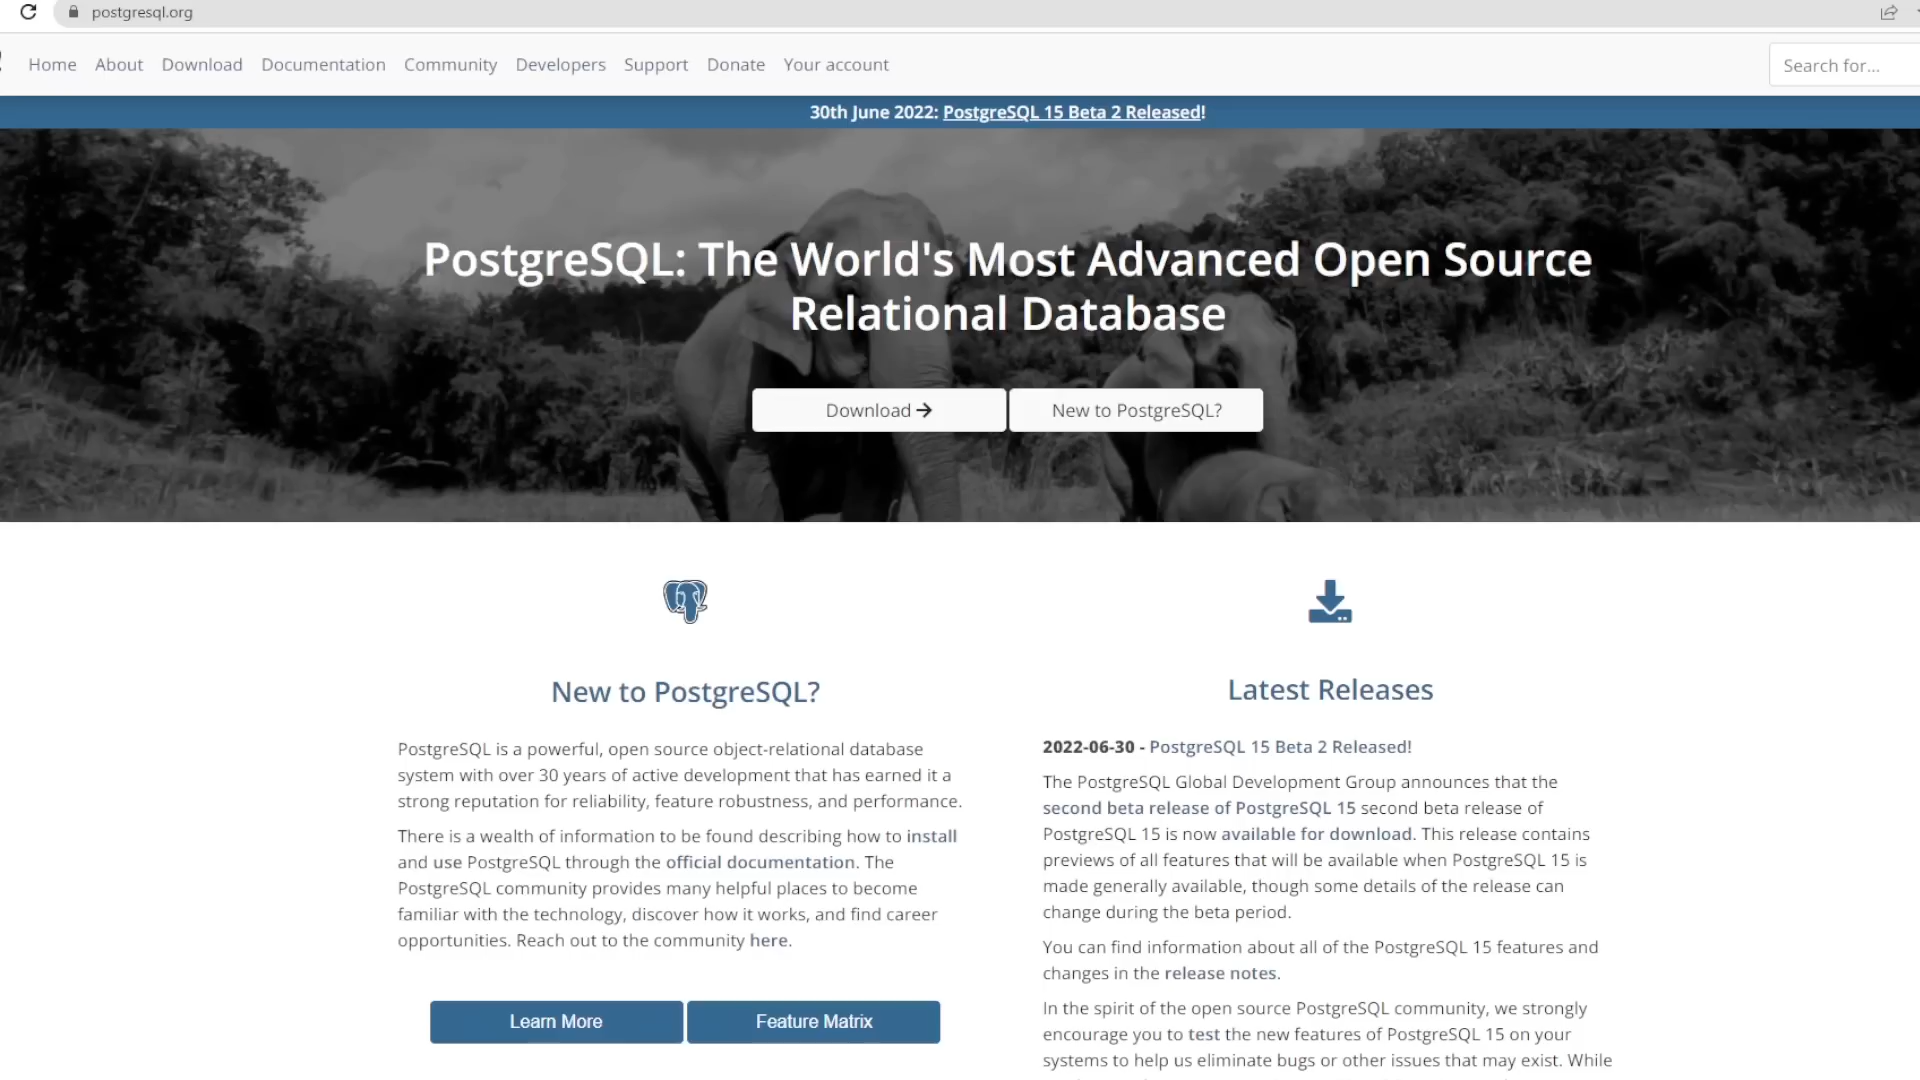 postgresql.org
Home About Download Documentation Community Developers Support Donate Your account
Search for...
30th June 2022: PostgreSQL 15 Beta 2 Released!
PostgreSQL: The World's Most Advanced Open Source
Relational Database
Download
New to PostgreSQL?
New to PostgreSQL?
PostgreSQL is a powerful, open source object-relational database
system with over 30 years of active development that has earned it a
strong reputation for reliability, feature robustness, and performance.
There is a wealth of information to be found describing how to install
and use PostgreSQL through the official documentation. The
PostgreSQL community provides many helpful places to become
familiar with the technology, discover how it works, and find career
opportunities. Reach out to the community here.
Learn More
Feature Matrix
Latest Releases
2022-06-30 - PostgreSQL 15 Beta 2 Released!
The PostgreSQL Global Development Group announces that the
second beta release of PostgreSQL 15 second beta release of
PostgreSQL 15 is now available for download. This release contains
previews of all features that will be available when PostgreSQL 15 is
made generally available, though some details of the release can
change during the beta period.
You can find information about all of the PostgreSQL 15 features and
changes in the release notes.
In the spirit of the open source PostgreSQL community, we strongly
encourage you to test the new features of PostgreSQL 15 on your
systems to help us eliminate bugs or other issues that may exist. While